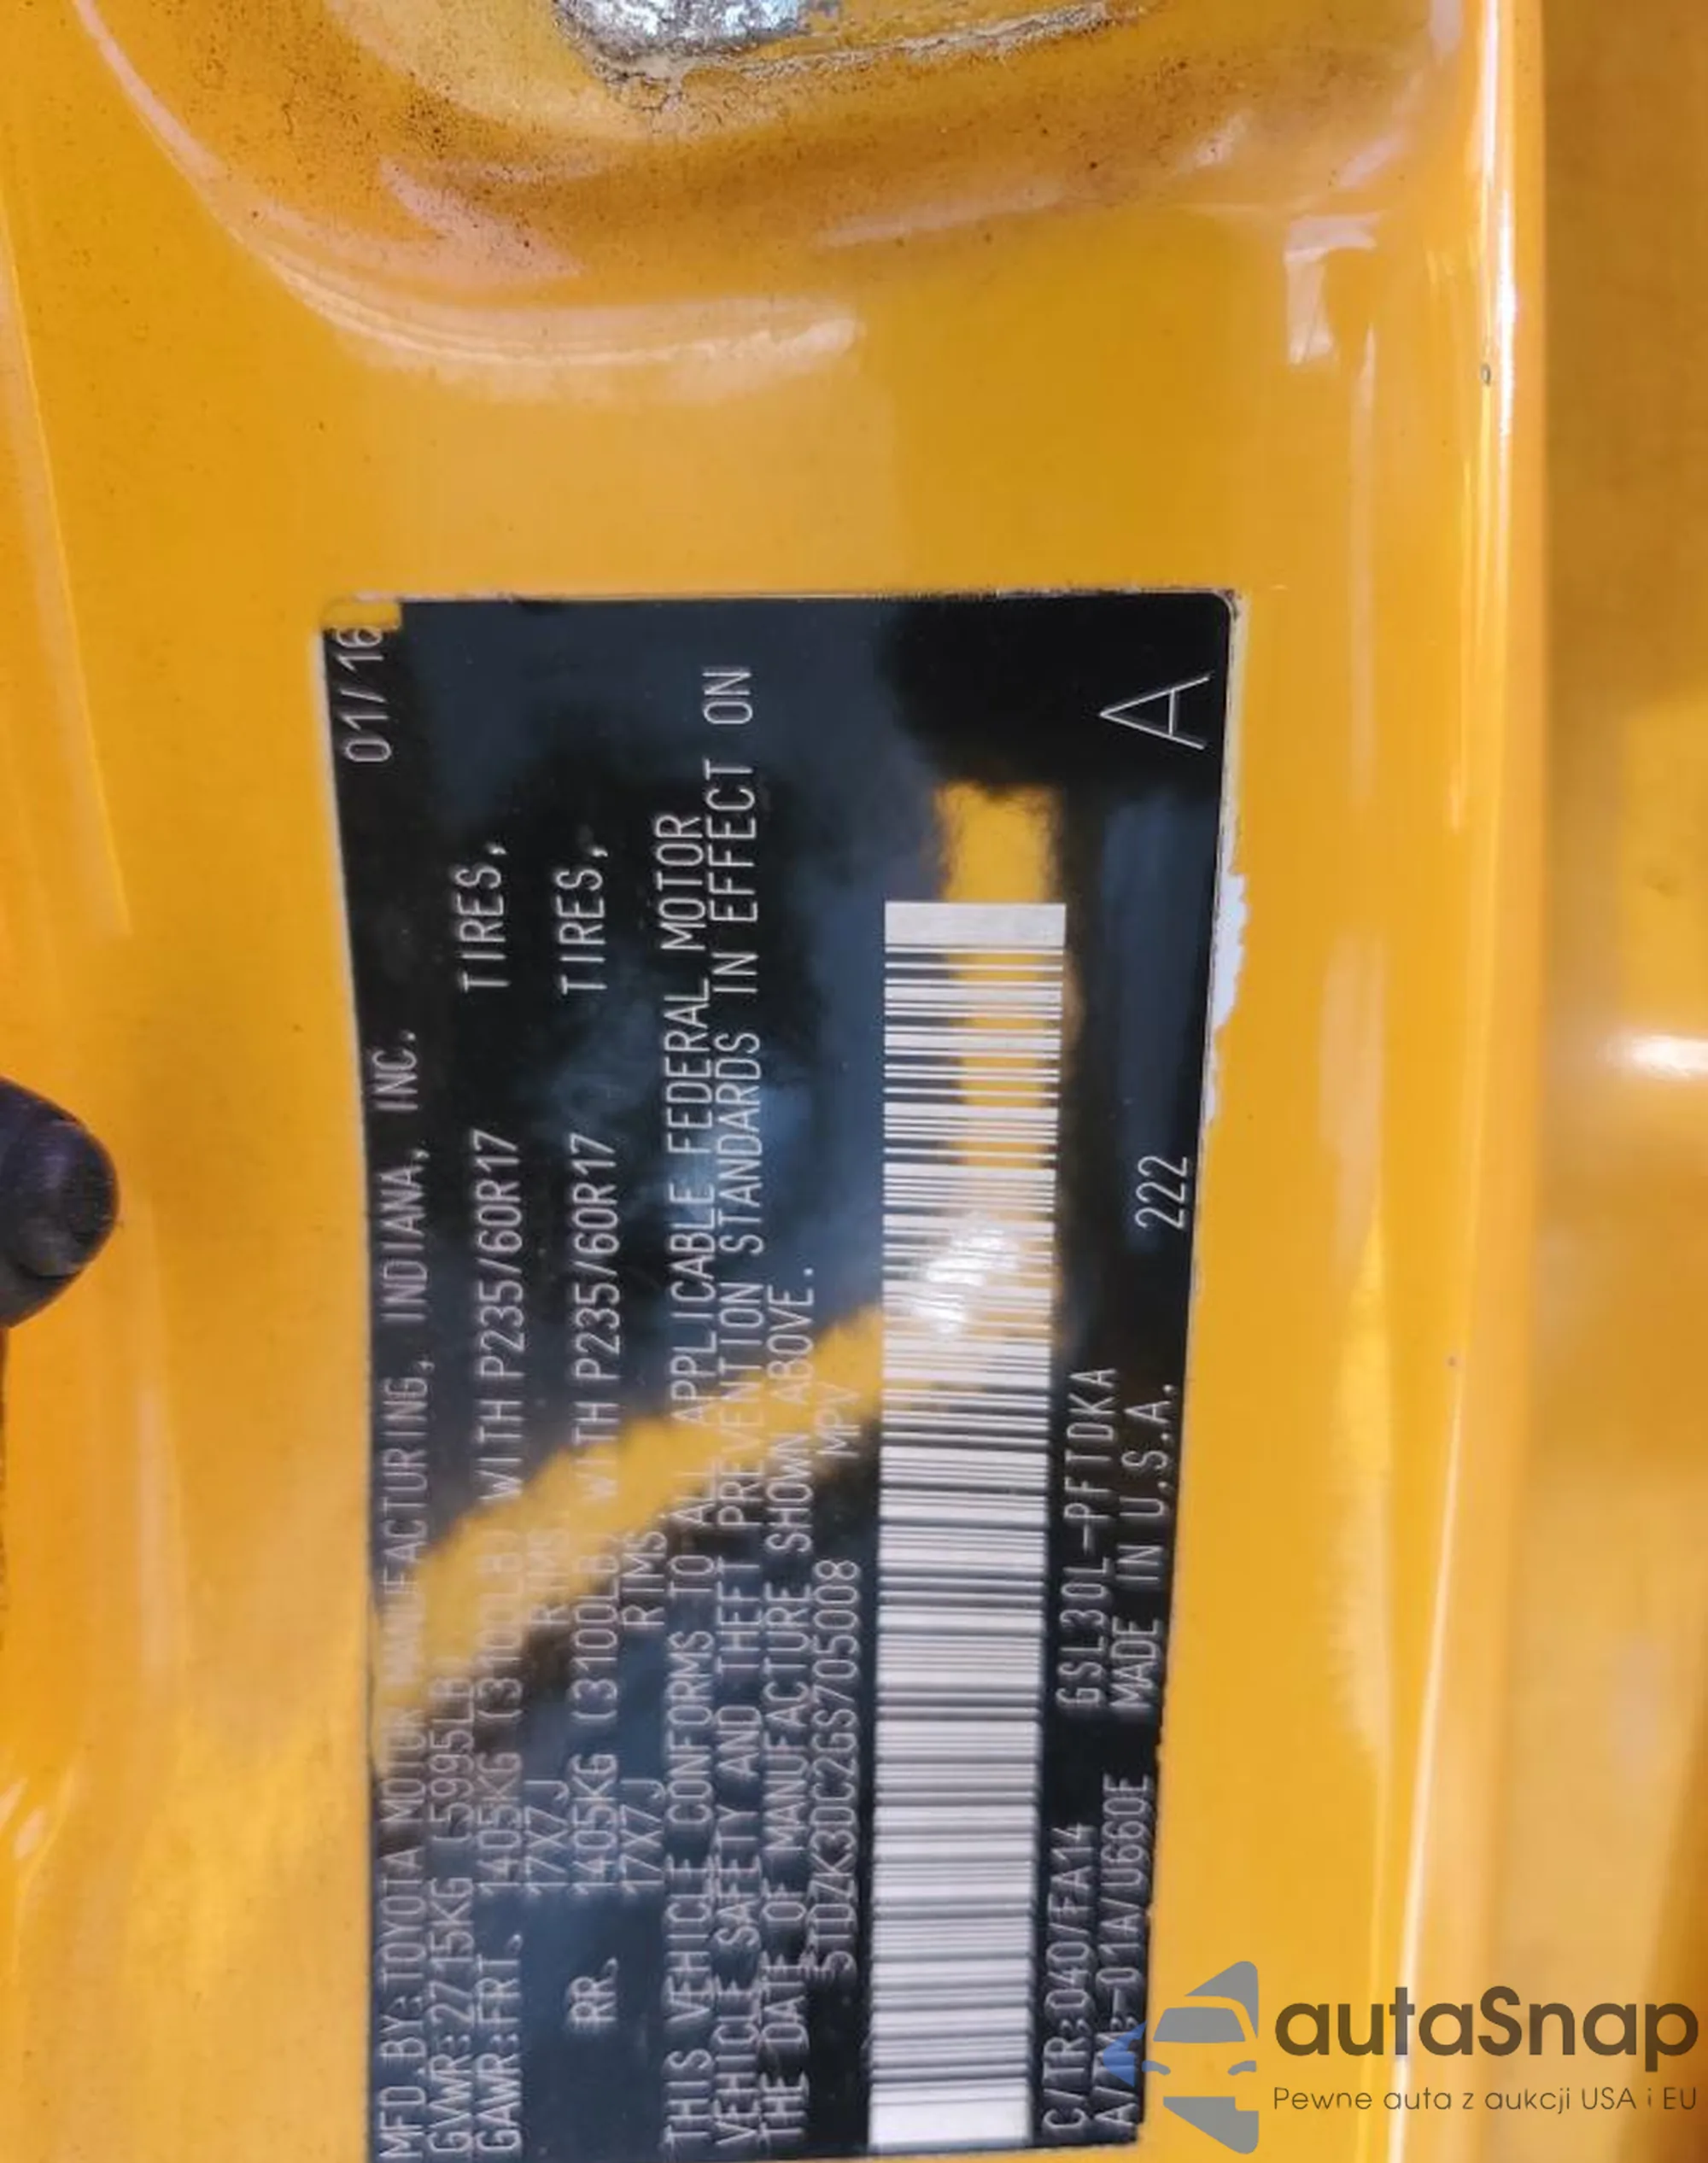 MFD.BY:TOYOTA MOTOR MANUFACTURING, INDIANA, INC. 01/16
GVWR:2715KG (5995LB)
GAWR:FRT. 1405KG (3100LB) WITH P235/60R17 TIRES,
17X7J RIMS,
RR. 1405KG (3100LB) WITH P235/60R17 TIRES,
17X7J RIMS
THIS VEHICLE CONFORMS TO ALL APPLICABLE FEDERAL MOTOR
VEHICLE SAFETY AND THEFT PREVENTION STANDARDS IN EFFECT ON
THE DATE OF MANUFACTURE SHOWN ABOVE.
5TDZK3DC2GS705008 MPV
C/TR:040/FA14 GSL30L-PFTDKA
A/TM:-01A/U660E MADE IN U.S.A. 222
A
autaSnap
Pewne auta z aukcji USA i EU